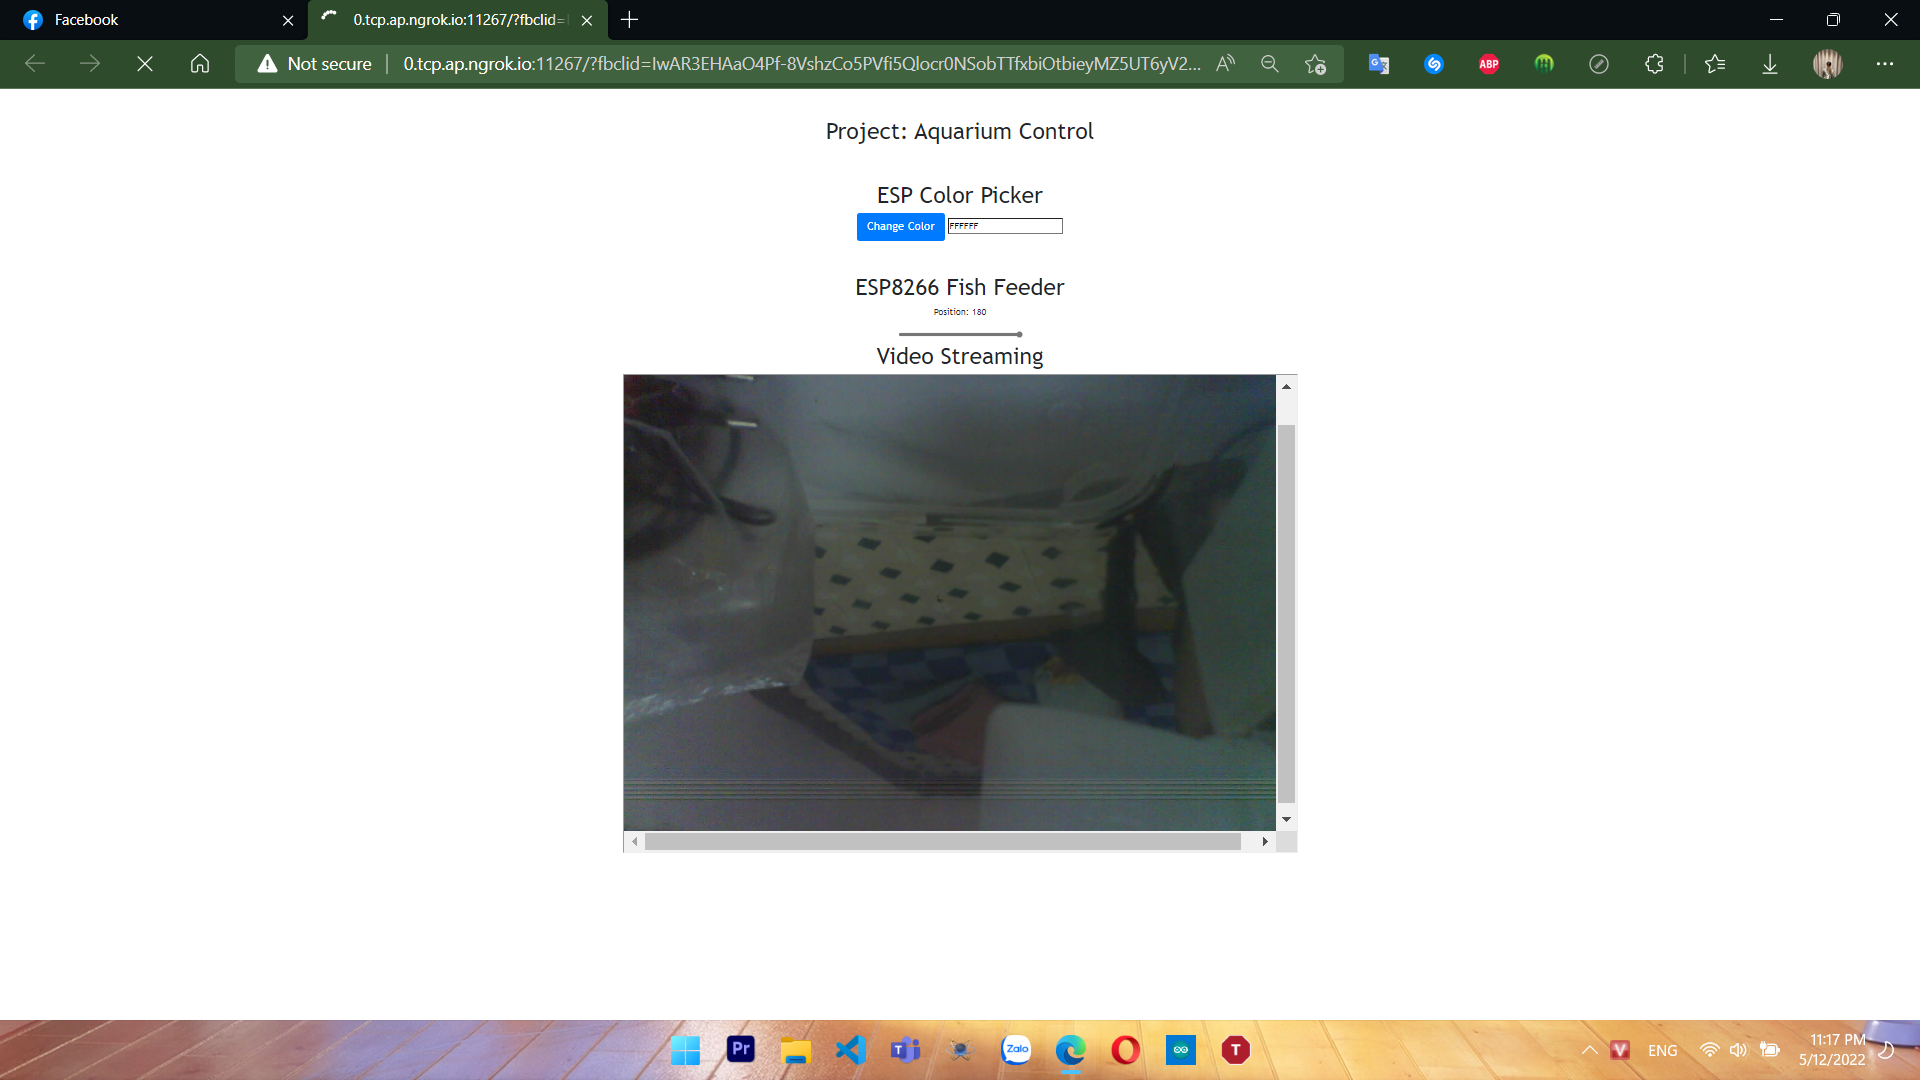 Facebook
0.tcp.ap.ngrok.io:11267/?fbclid=
Not secure
0.tcp.ap.ngrok.io:11267/?fbclid=IwAR3EHAaO4Pf-8VshzCo5PVfi5Qlocr0NSobTTfxbiOtbieyMZ5UT6yV2...
ABP
Project: Aquarium Control
ESP Color Picker
Change Color
FFFFFF
ESP8266 Fish Feeder
Position: 180
Video Streaming
Pr
T
Zalo
T
V
ENG
11:17 PM
5/12/2022